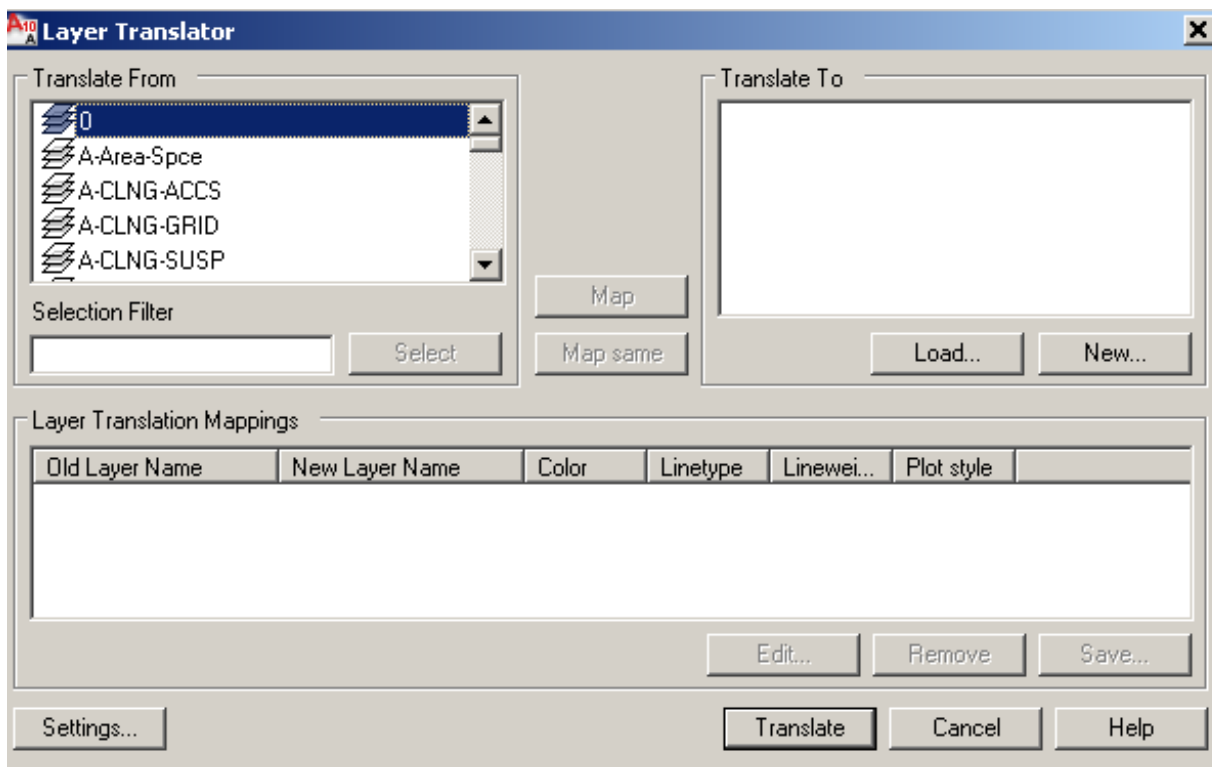 A10 A Layer Translator
Translate From
0
A-Area-Spce
A-CLNG-ACCS
A-CLNG-GRID
A-CLNG-SUSP
Selection Filter
Select
Map
Map same
Translate To
Load...
New...
Layer Translation Mappings
Old Layer Name New Layer Name Color Linetype Linewei... Plot style
Edit... Remove Save...
Settings... Translate Cancel Help